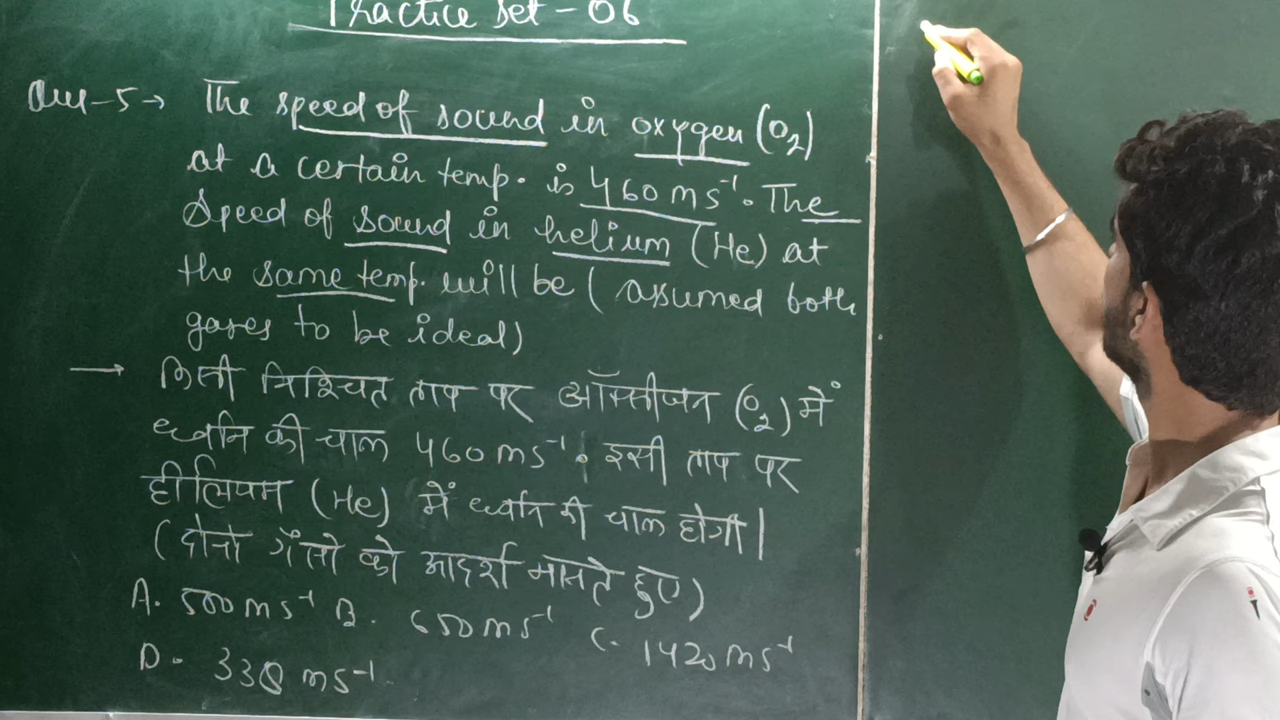 Practice Set - 06
Que-5→ The speed of sound in oxygen (O₂)
at a certain temp. is 460 ms⁻¹. The
Speed of sound in helium (He) at
the same temp. will be ( assumed both
gases to be ideal)
→ किसी निश्चित ताप पर ऑक्सीजन (O₂) में
ध्वनि की चाल 460 ms⁻¹. इसी ताप पर
हीलियम (He) में ध्वनि की चाल होगी|
(दोनो गैसो को आदर्श मानते हुए)
A. 500 ms⁻¹ B. 650 ms⁻¹ C. 1420 ms⁻¹
D. 330 ms⁻¹.